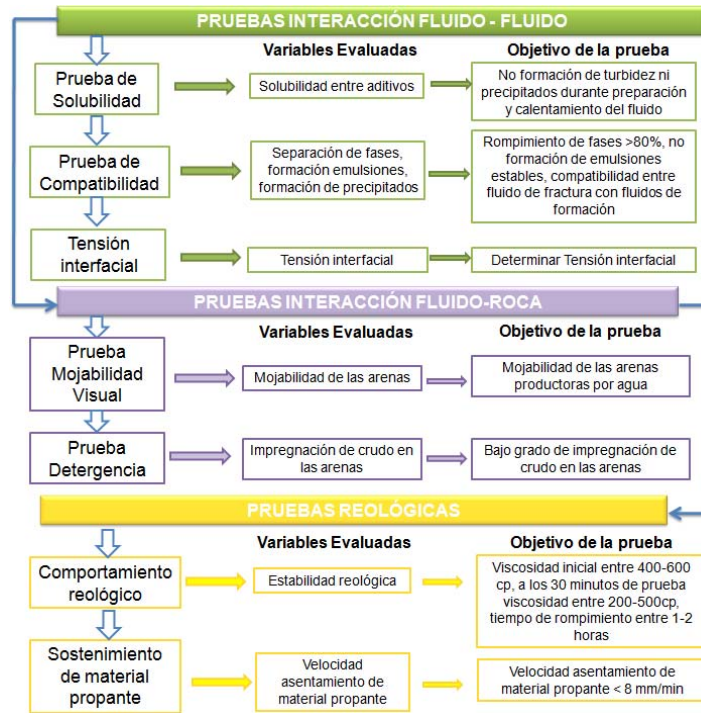 PRUEBAS INTERACCIÓN FLUIDO - FLUIDO
Variables Evaluadas
Objetivo de la prueba
Prueba de
Solubilidad
Solubilidad entre aditivos
No formación de turbidez ni
precipitados durante preparación
y calentamiento del fluido
Prueba de
Compatibilidad
Separación de fases,
formación emulsiones,
formación de precipitados
Rompimiento de fases >80%, no
formación de emulsiones
estables, compatibilidad entre
fluido de fractura con fluidos de
formación
Tensión
interfacial
Tensión interfacial
Determinar Tensión interfacial
PRUEBAS INTERACCIÓN FLUIDO-ROCA
Variables Evaluadas
Objetivo de la prueba
Prueba
Mojabilidad
Visual
Mojabilidad de las arenas
Mojabilidad de las arenas
productoras por agua
Prueba
Detergencia
Impregnación de crudo en
las arenas
Bajo grado de impregnación de
crudo en las arenas
PRUEBAS REOLÓGICAS
Variables Evaluadas
Objetivo de la prueba
Comportamiento
reológico
Estabilidad reológica
Viscosidad inicial entre 400-600
cp, a los 30 minutos de prueba
viscosidad entre 200-500cp,
tiempo de rompimiento entre 1-2
horas
Sostenimiento
de material
propante
Velocidad
asentamiento de
material propante
Velocidad asentamiento de
material propante < 8 mm/min